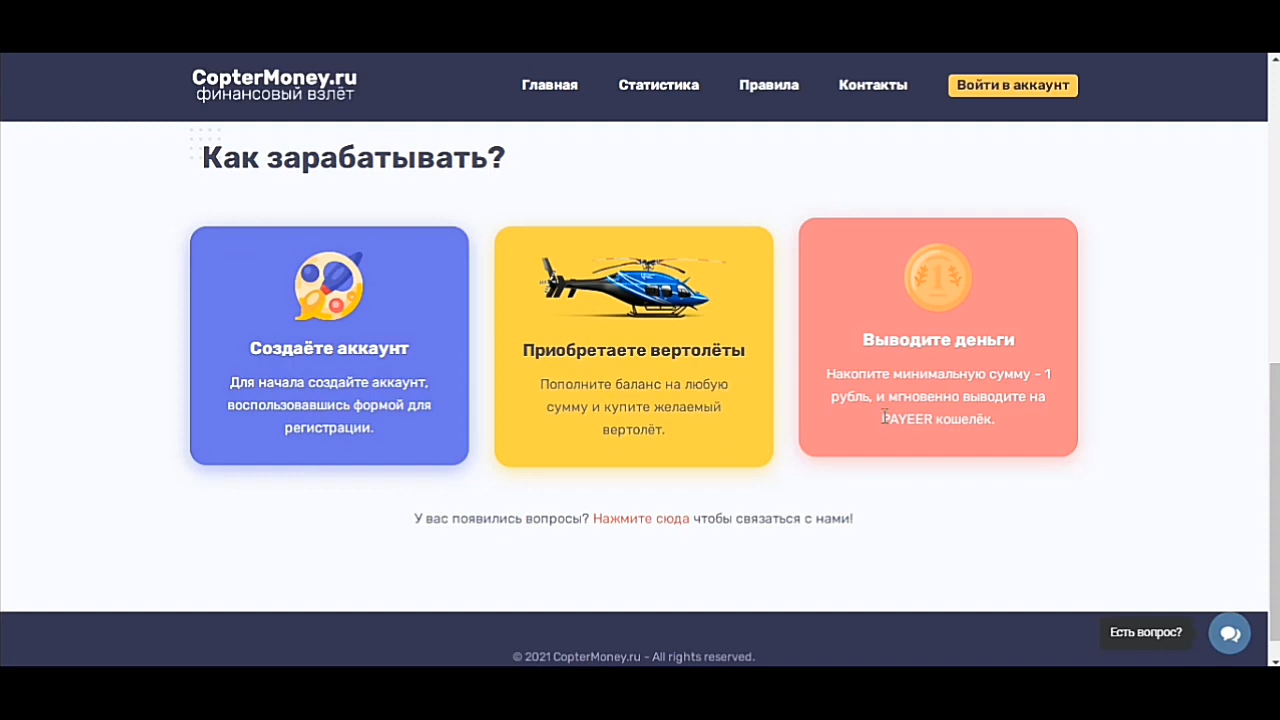 CopterMoney.ru
финансовый взлёт
Главная Статистика Правила Контакты Войти в аккаунт
Как зарабатывать?
Создаёте аккаунт
Для начала создайте аккаунт,
воспользовавшись формой для
регистрации.
Приобретаете вертолёты
Пополните баланс на любую
сумму и купите желаемый
вертолёт.
1
Выводите деньги
Накопите минимальную сумму - 1
рубль, и мгновенно выводите на
PAYEER кошелёк.
У вас появились вопросы? Нажмите сюда чтобы связаться с нами!
Есть вопрос?
© 2021 CopterMoney.ru - All rights reserved.